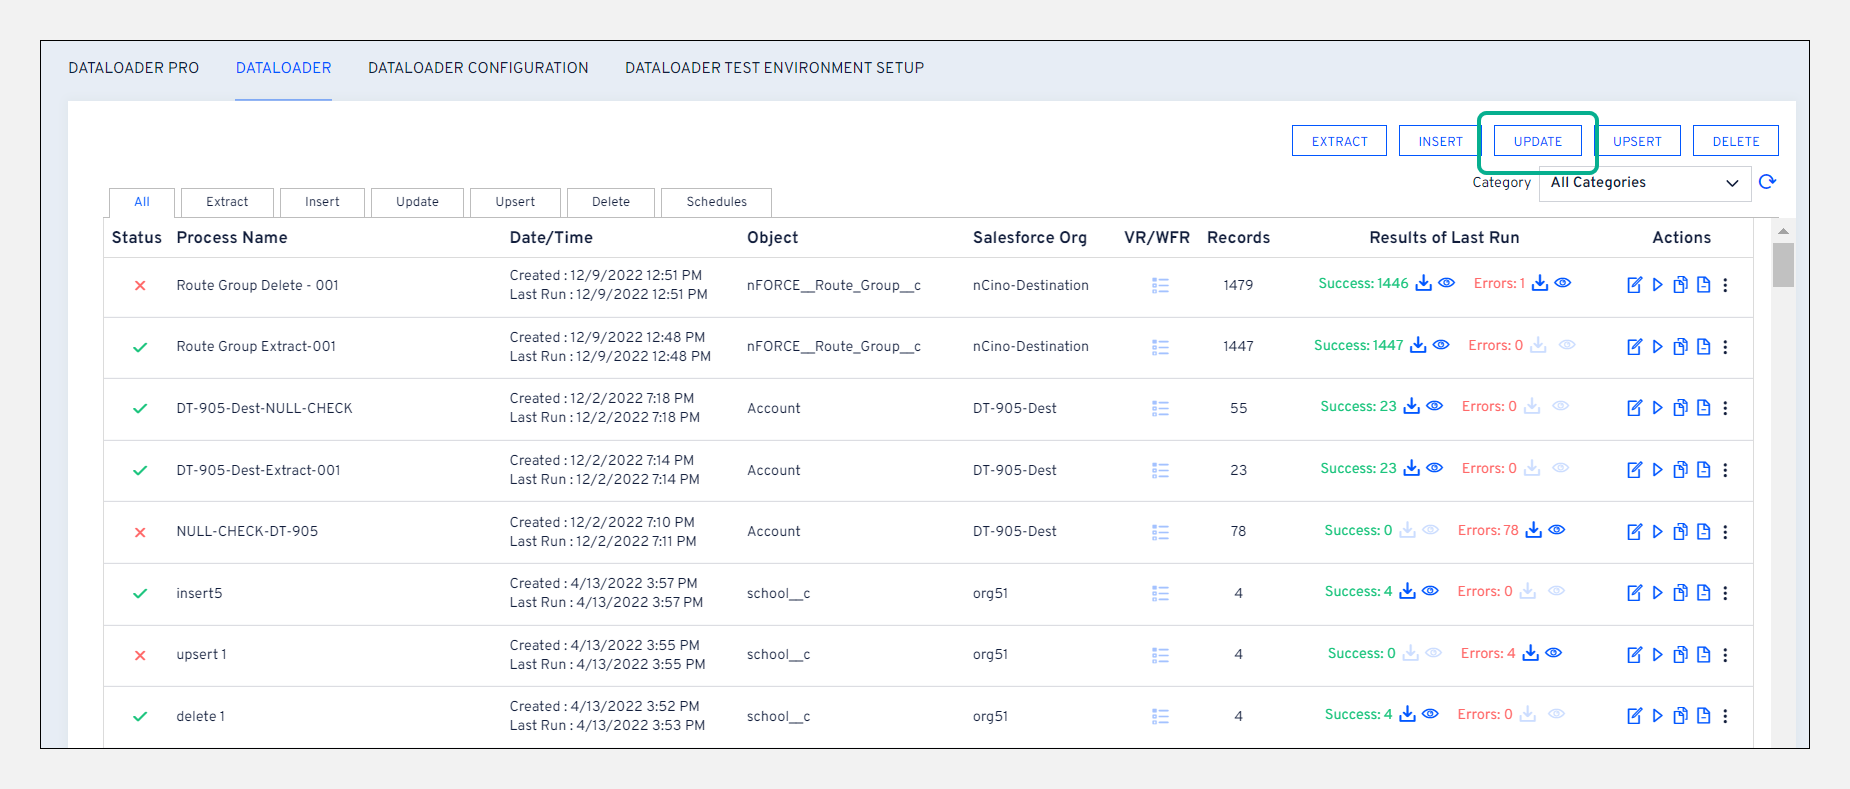 DATALOADER PRO DATALOADER DATALOADER CONFIGURATION DATALOADER TEST ENVIRONMENT SETUP
EXTRACT INSERT UPDATE UPSERT DELETE
Category All Categories
All Extract Insert Update Upsert Delete Schedules
Status Process Name Date/Time Object Salesforce Org VR/WFR Records Results of Last Run Actions
Route Group Delete - 001 Created : 12/9/2022 12:51 PM nFORCE__Route_Group__c nCino-Destination 1479 Success: 1446 Errors: 1
Last Run : 12/9/2022 12:51 PM
Route Group Extract-001 Created : 12/9/2022 12:48 PM nFORCE__Route_Group__c nCino-Destination 1447 Success: 1447 Errors: 0
Last Run : 12/9/2022 12:48 PM
DT-905-Dest-NULL-CHECK Created : 12/2/2022 7:18 PM Account DT-905-Dest 55 Success: 23 Errors: 0
Last Run : 12/2/2022 7:18 PM
DT-905-Dest-Extract-001 Created : 12/2/2022 7:14 PM Account DT-905-Dest 23 Success: 23 Errors: 0
Last Run : 12/2/2022 7:14 PM
NULL-CHECK-DT-905 Created : 12/2/2022 7:10 PM Account DT-905-Dest 78 Success: 0 Errors: 78
Last Run : 12/2/2022 7:11 PM
insert5 Created : 4/13/2022 3:57 PM school__c org51 4 Success: 4 Errors: 0
Last Run : 4/13/2022 3:57 PM
upsert 1 Created : 4/13/2022 3:55 PM school__c org51 4 Success: 0 Errors: 4
Last Run : 4/13/2022 3:55 PM
delete 1 Created : 4/13/2022 3:52 PM school__c org51 4 Success: 4 Errors: 0
Last Run : 4/13/2022 3:53 PM